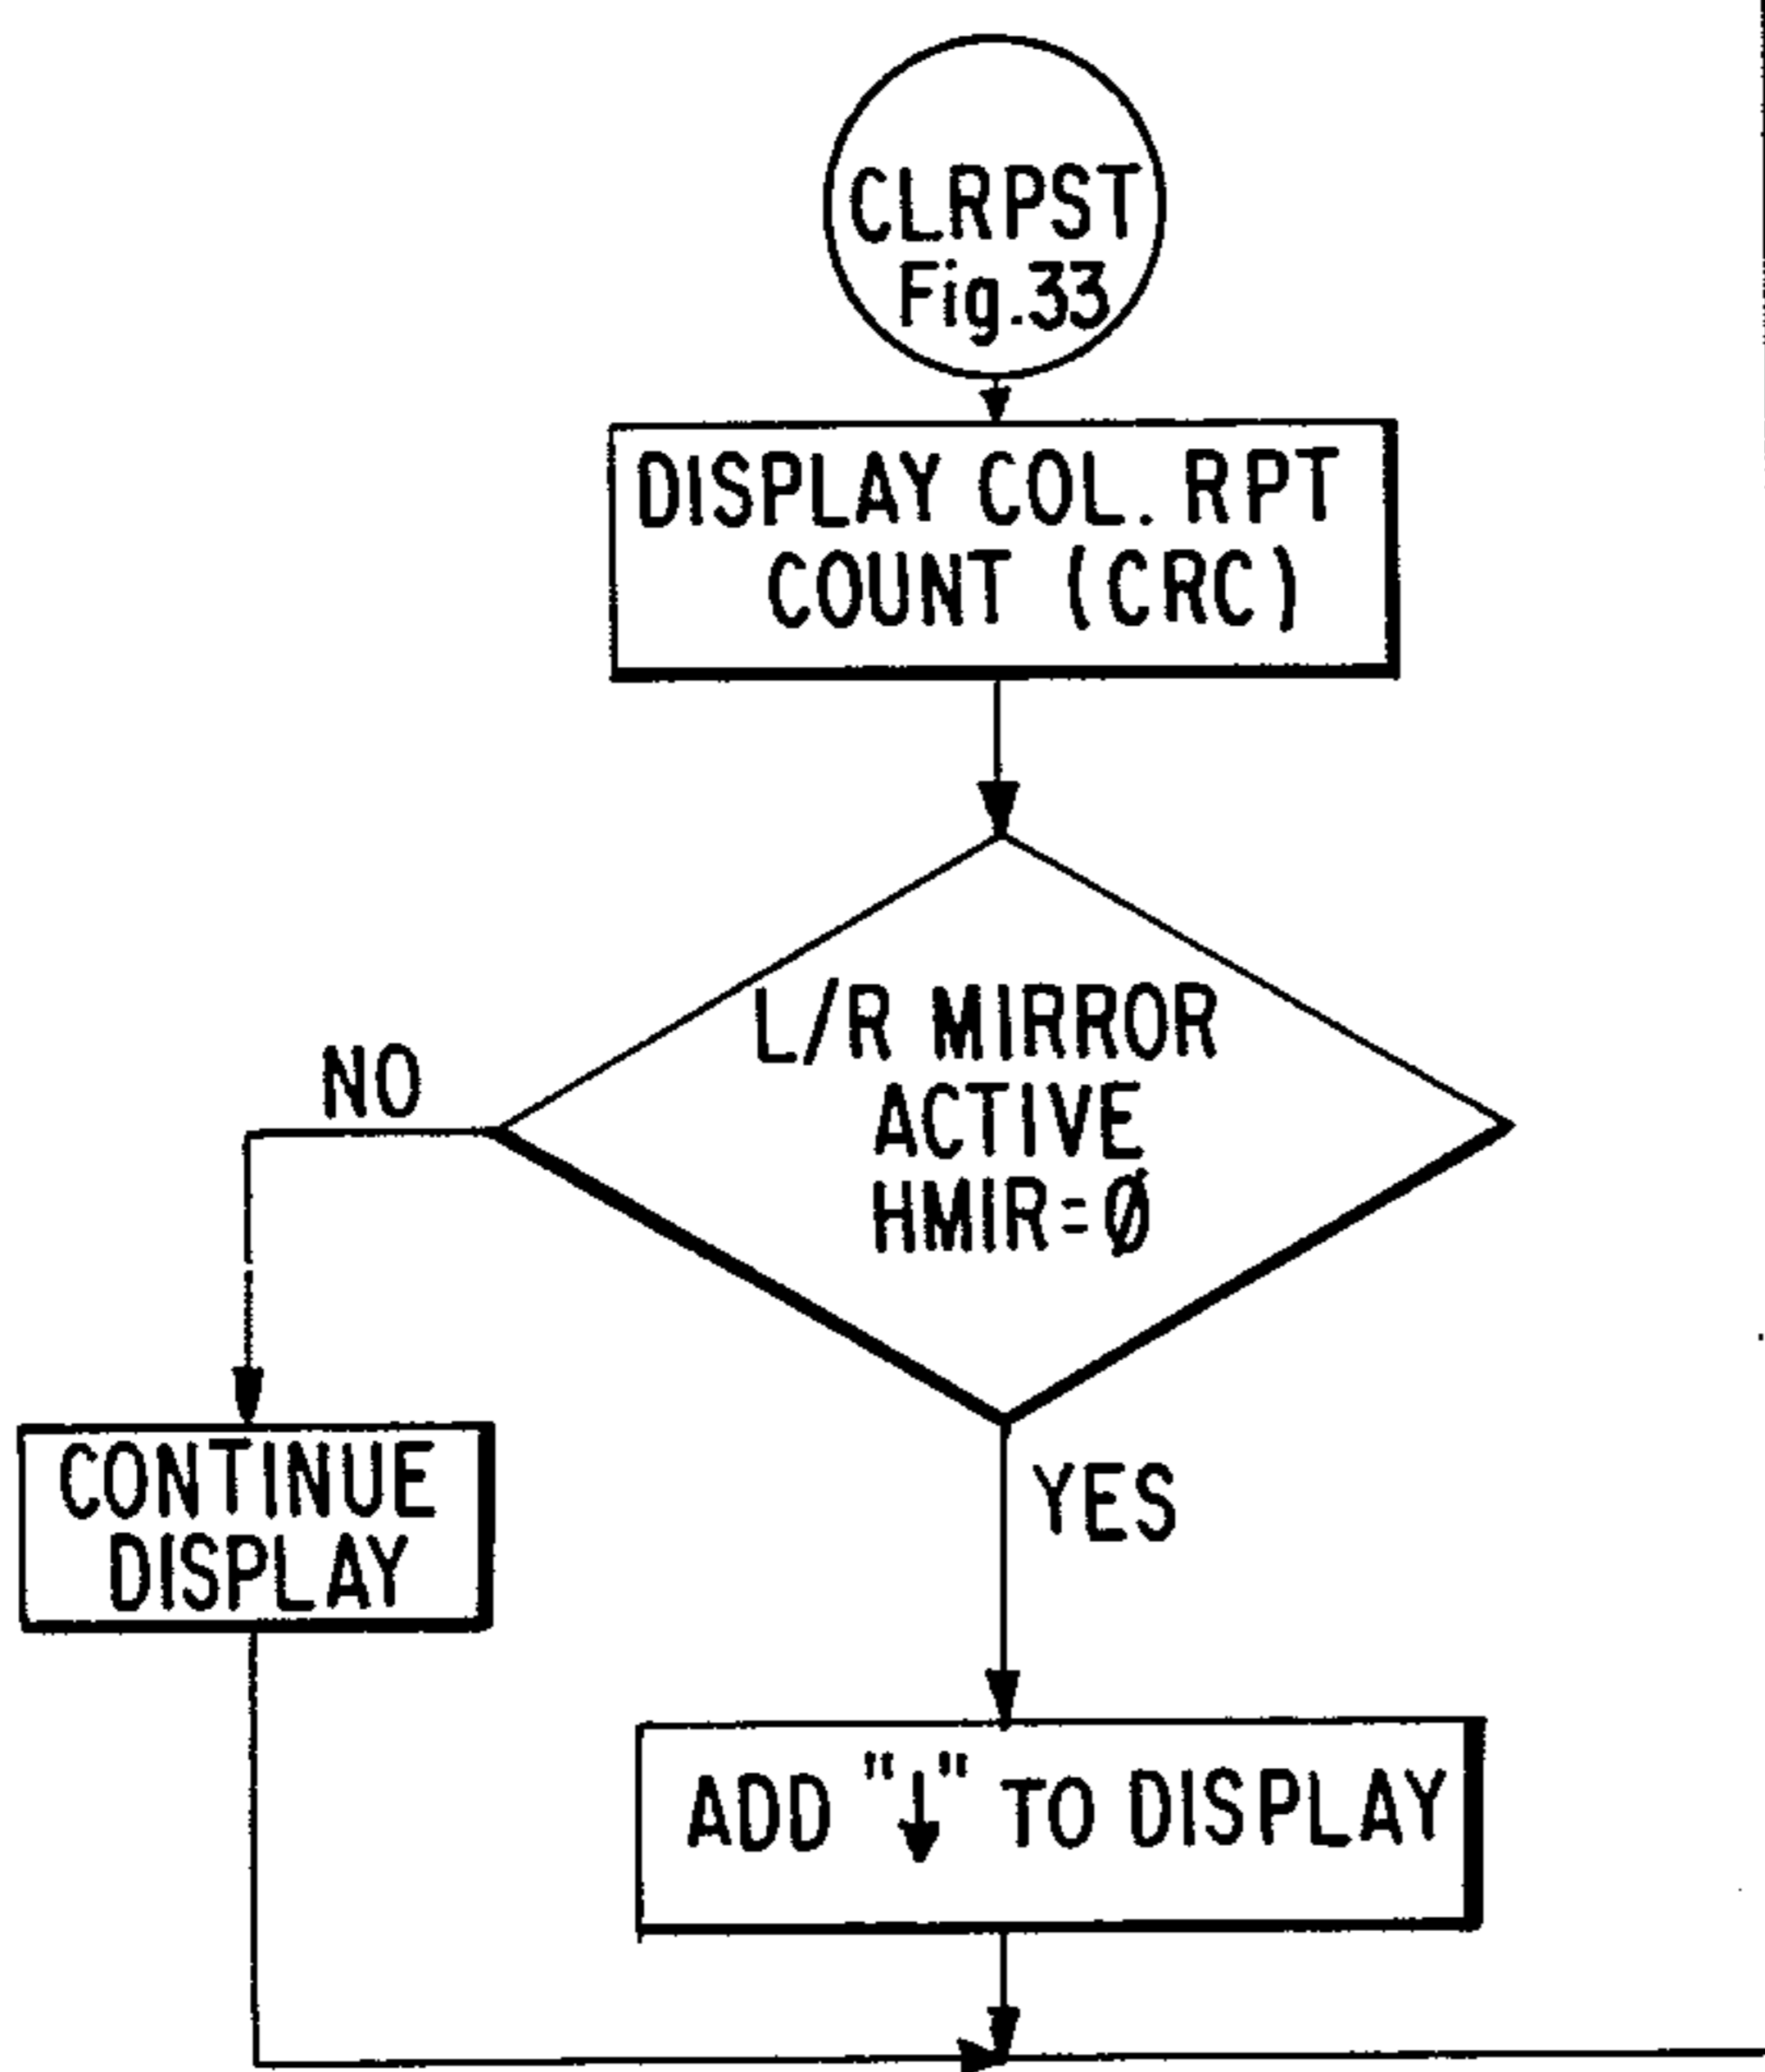 CLRPST
Fig.33
DISPLAY COL. RPT
COUNT (CRC)
L/R MIRROR
ACTIVE
HMIR=Ø
NO
YES
CONTINUE
DISPLAY
ADD "↓" TO DISPLAY